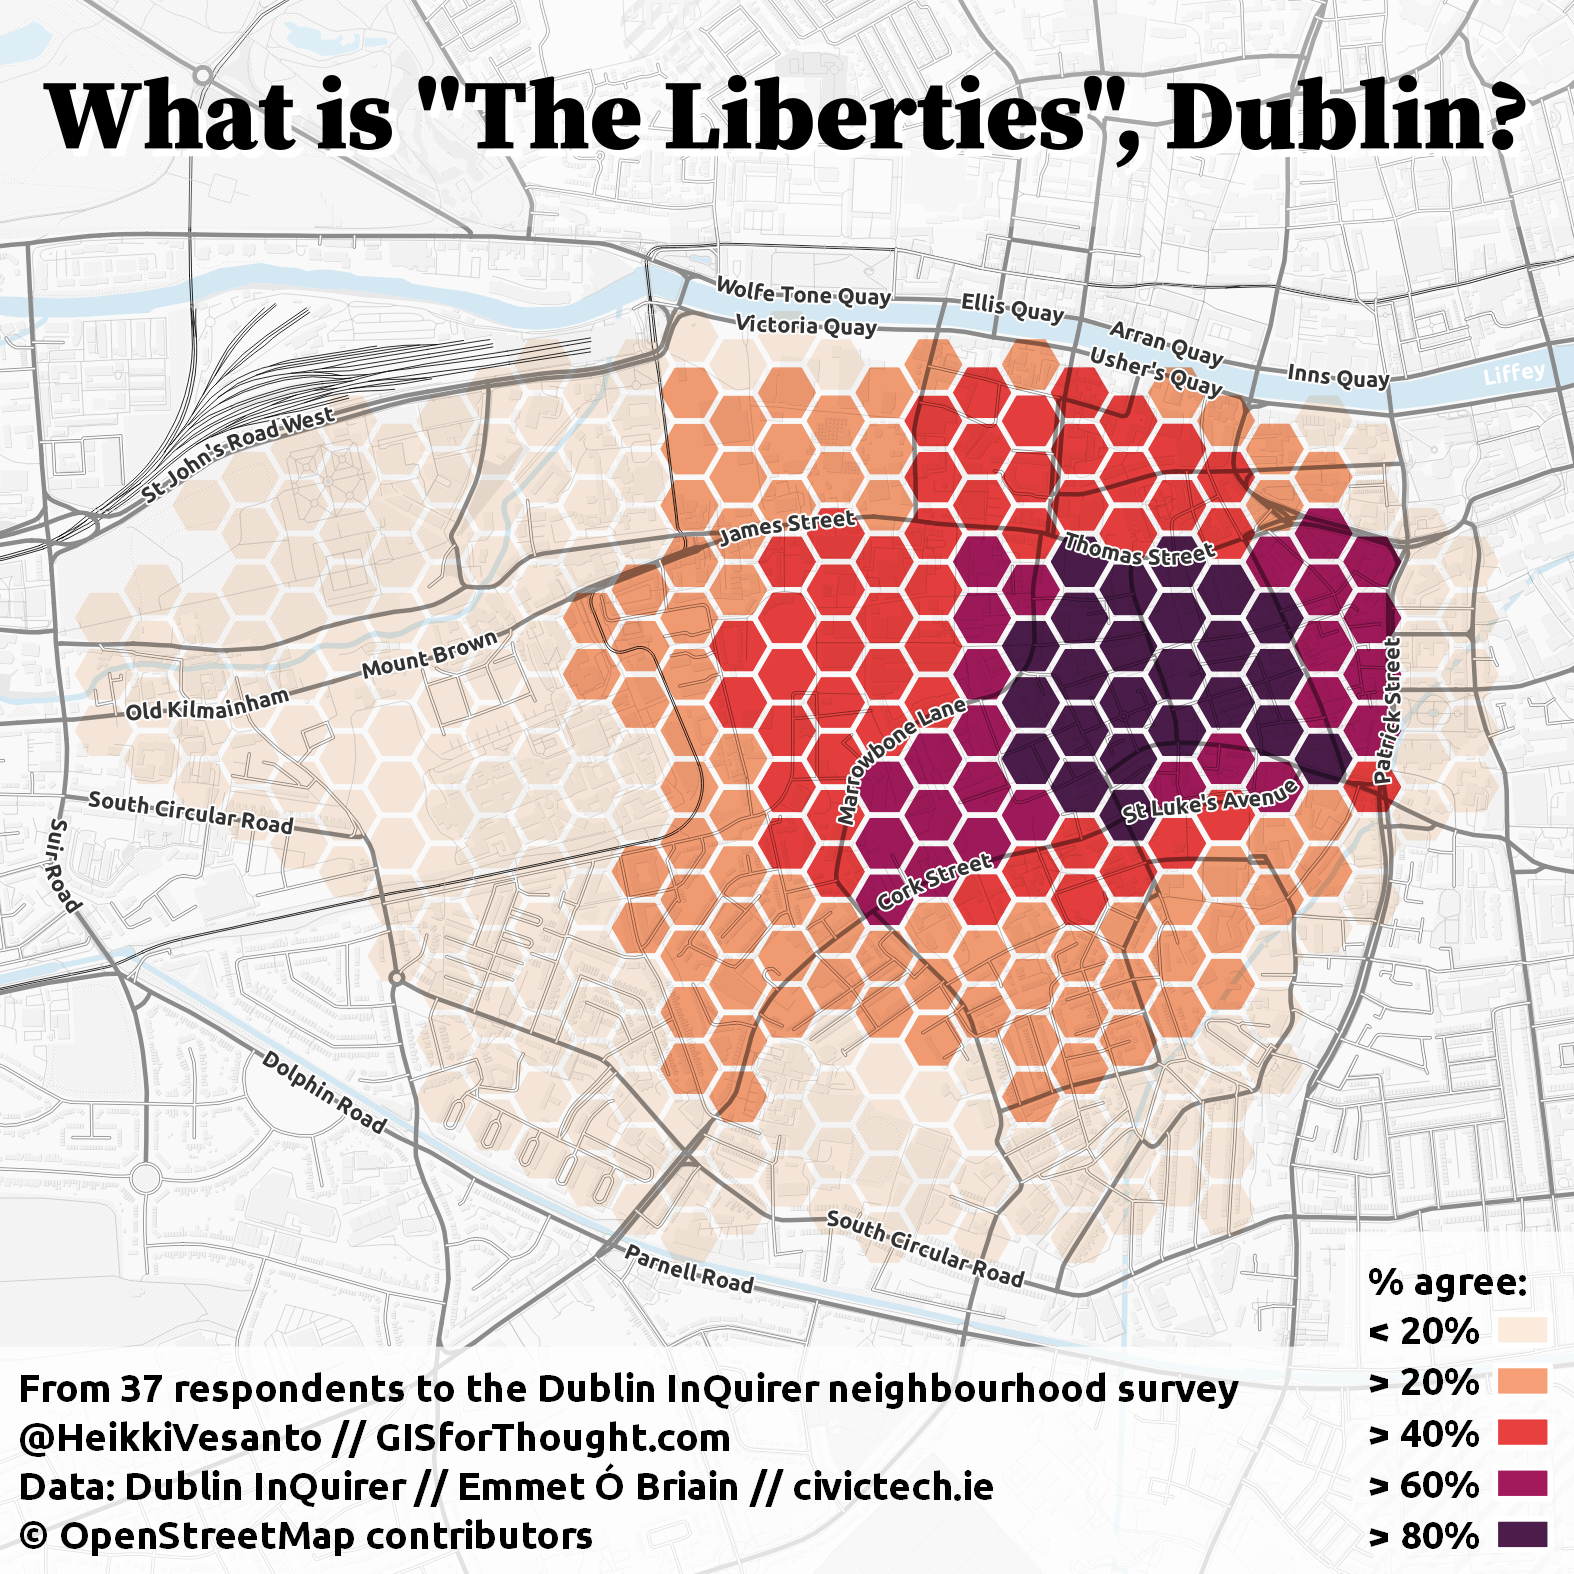 What is "The Liberties", Dublin?
Wolfe Tone Quay
Ellis Quay
Victoria Quay
Arran Quay
Usher's Quay
Inns Quay
Liffey
St John's Road West
James Street
Thomas Street
Mount Brown
Old Kilmainham
Marrowbone Lane
Patrick Street
South Circular Road
St Luke's Avenue
Suir Road
Cork Street
Dolphin Road
South Circular Road
Parnell Road
% agree:
< 20%
> 20%
> 40%
> 60%
> 80%
From 37 respondents to the Dublin InQuirer neighbourhood survey
@HeikkiVesanto // GISforThought.com
Data: Dublin InQuirer // Emmet Ó Briain // civictech.ie
© OpenStreetMap contributors